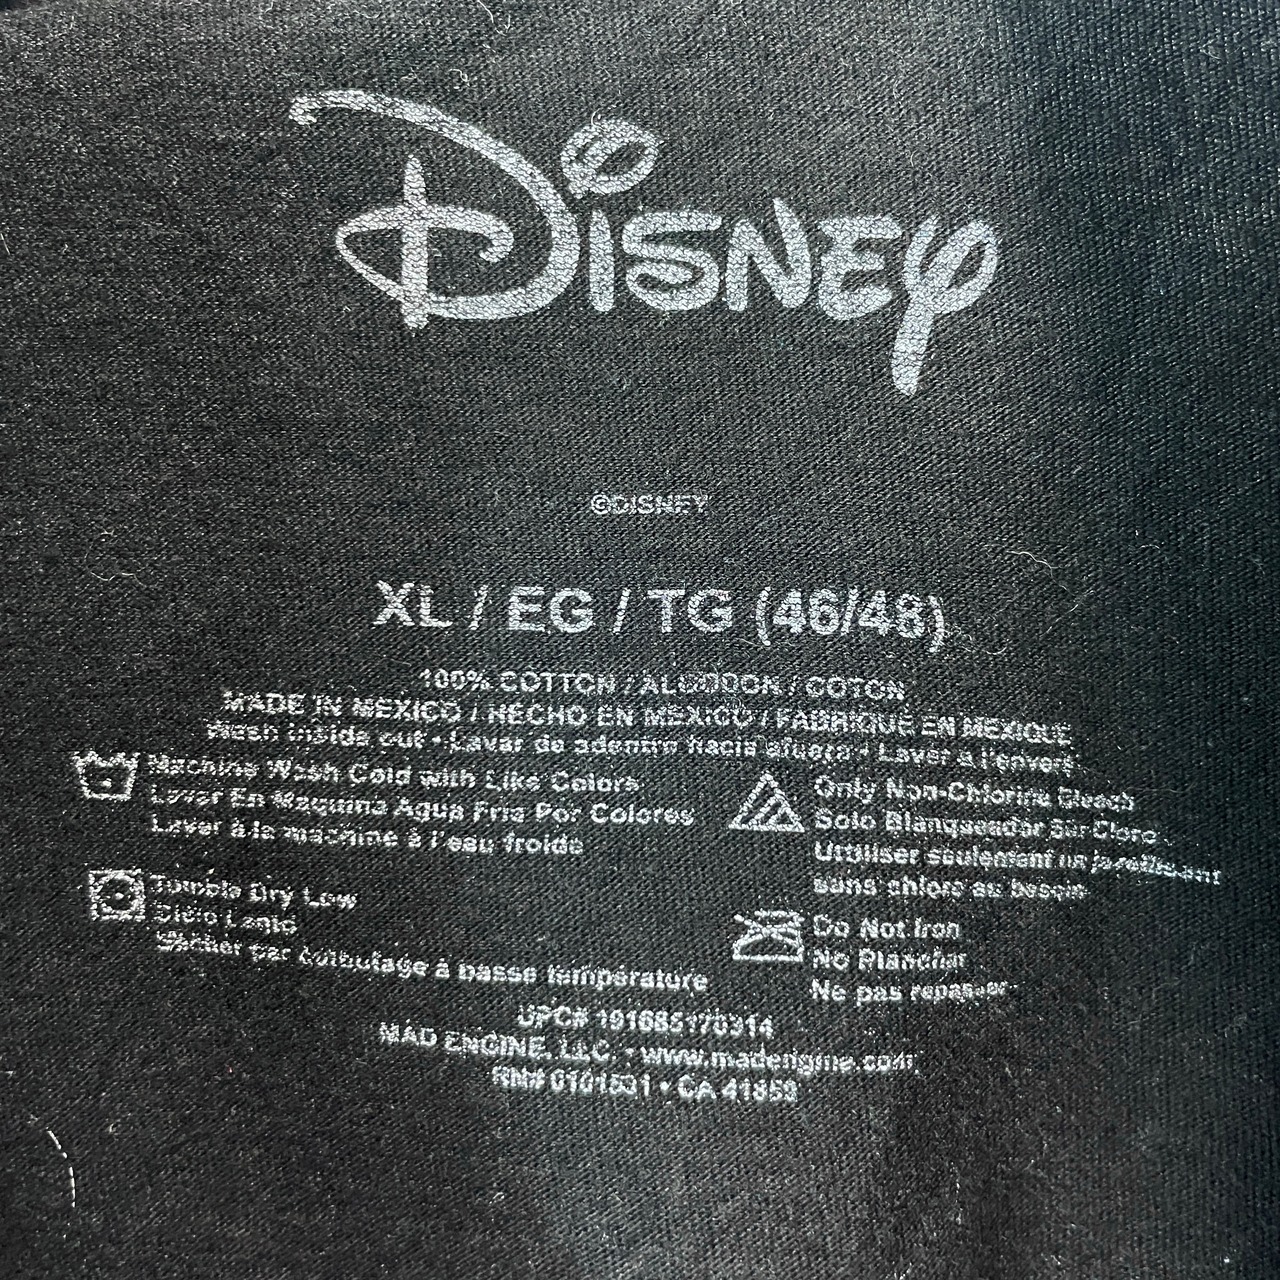 DISNEY
©DISNEY
XL / EG / TG (46/48)
100% COTTON / ALGODON / COTON
MADE IN MEXICO / HECHO EN MEXICO / FABRIQUE EN MEXIQUE
Wash inside out • Lavar de adentro hacia afuera • Laver à l'envers
Machine Wash Cold with Like Colors
Lavar En Maquina Agua Fria Por Colores
Laver à la machine à l'eau froide
Only Non-Chlorine Bleach
Solo Blanqueador sin Cloro
Utiliser seulement un javellisant
sans chlore au besoin
Tumble Dry Low
Ciclo Lento
Sécher par culbutage à basse température
Do Not Iron
No Planchar
Ne pas repasser
UPC#
MAD ENGINE, LLC. • www.madengine.com
RN# • CA